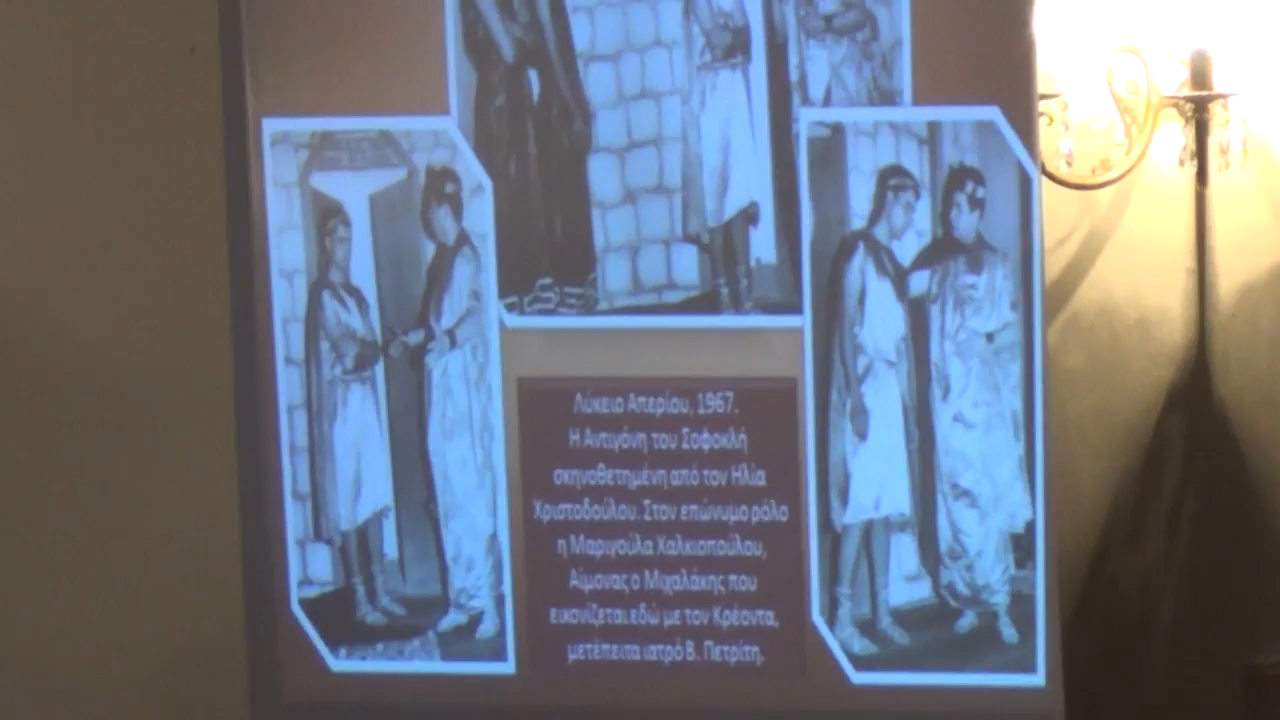 Λύκειο Απερίου, 1967.
Η Αντιγόνη του Σοφοκλή
σκηνοθετημένη από τον Ηλία
Χριστοδούλου. Στον επώνυμο ρόλο
η Μαριγούλα Χαλκιοπούλου,
Αίμονας ο Μιχαλάκης που
εικονίζεται εδώ με τον Κρέοντα,
μετέπειτα ιατρό Β. Πετρίτη.